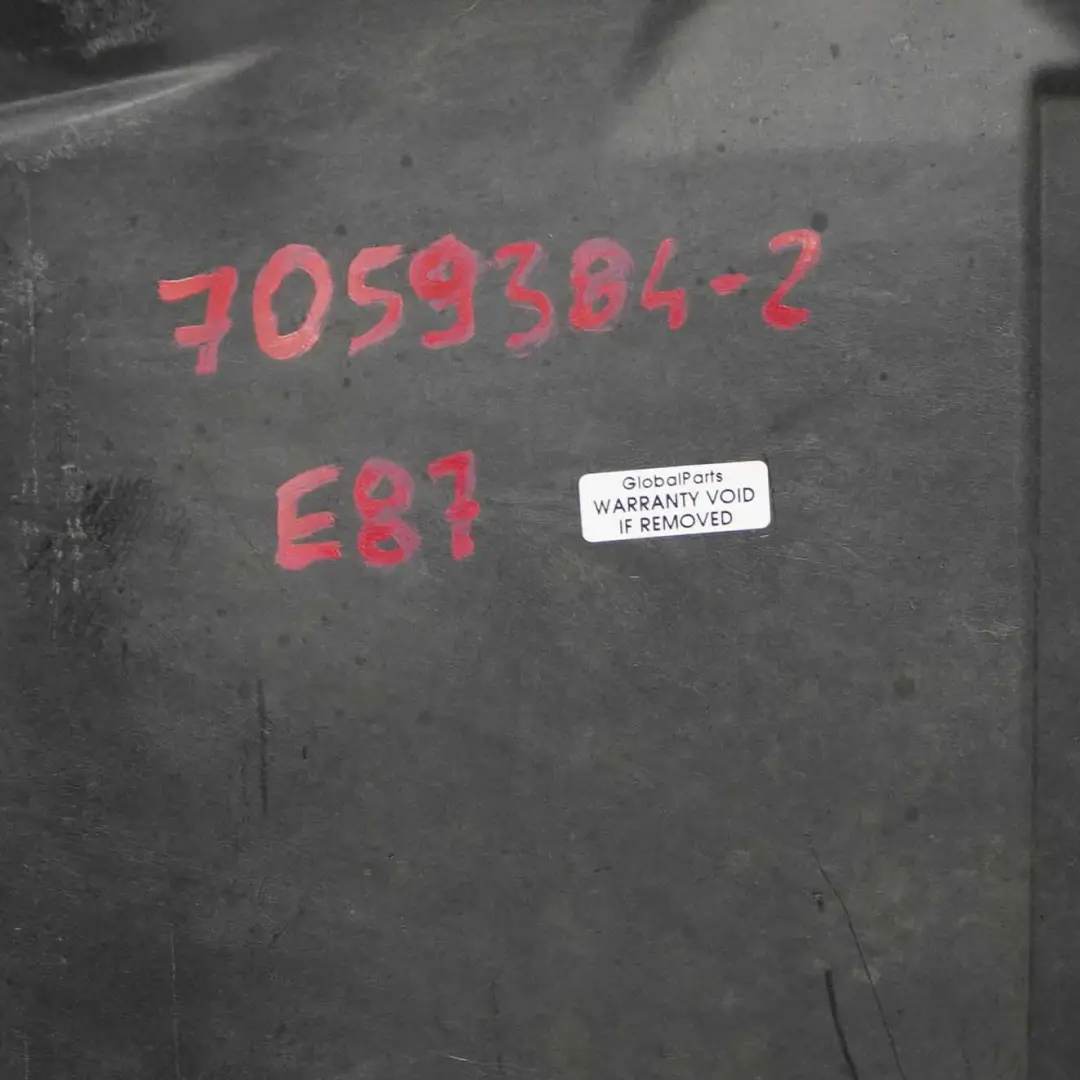 7059384-2
E87
GlobalParts
WARRANTY VOID
IF REMOVED